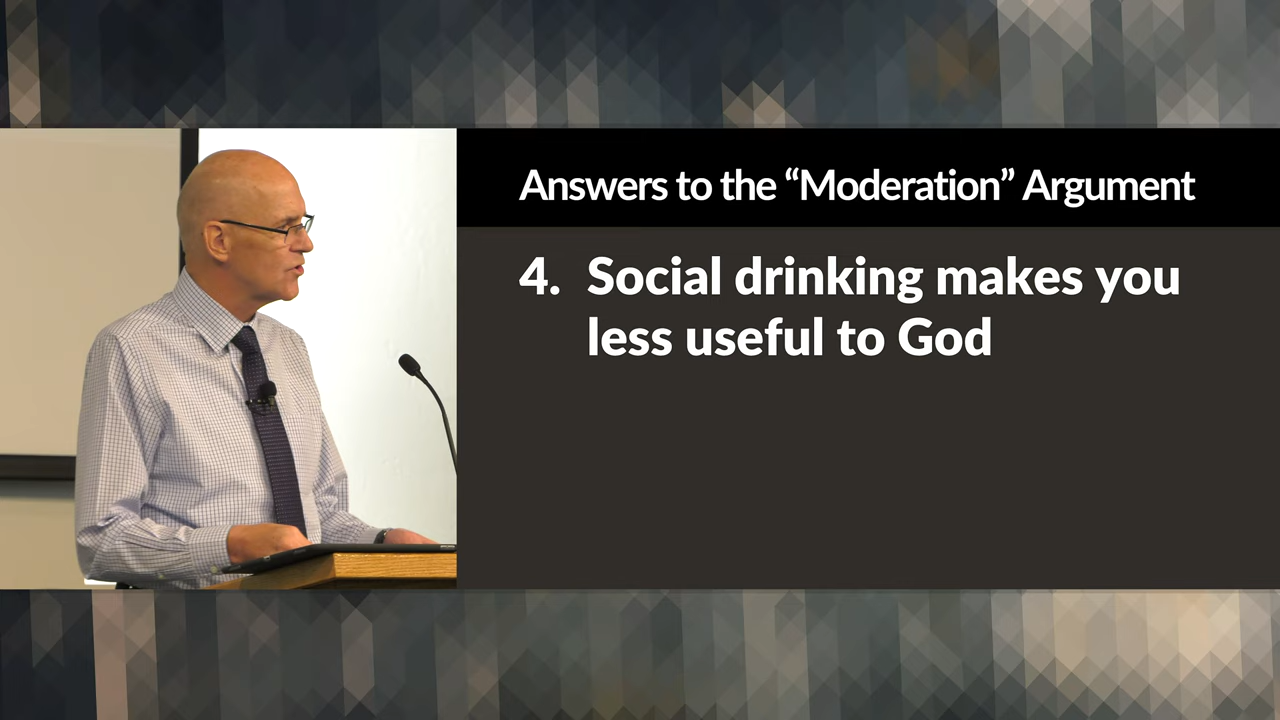 Answers to the “Moderation” Argument
4. Social drinking makes you
less useful to God